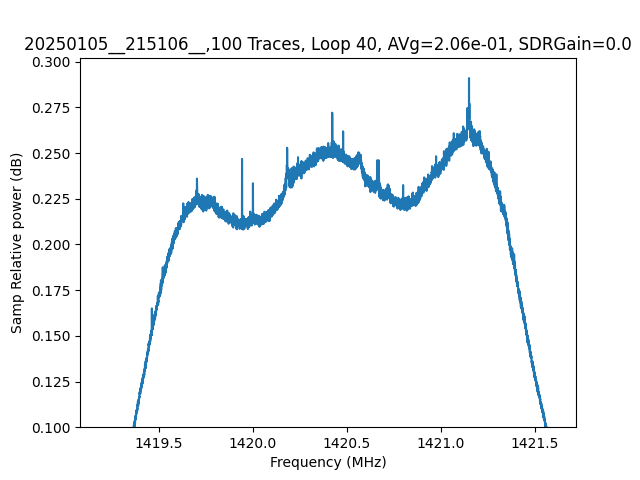 20250105__215106__,100 Traces, Loop 40, AVg=2.06e-01, SDRGain=0.0
0.300
0.275
0.250
0.225
0.200
0.175
0.150
0.125
0.100
Samp Relative power (dB)
1419.5 1420.0 1420.5 1421.0 1421.5
Frequency (MHz)